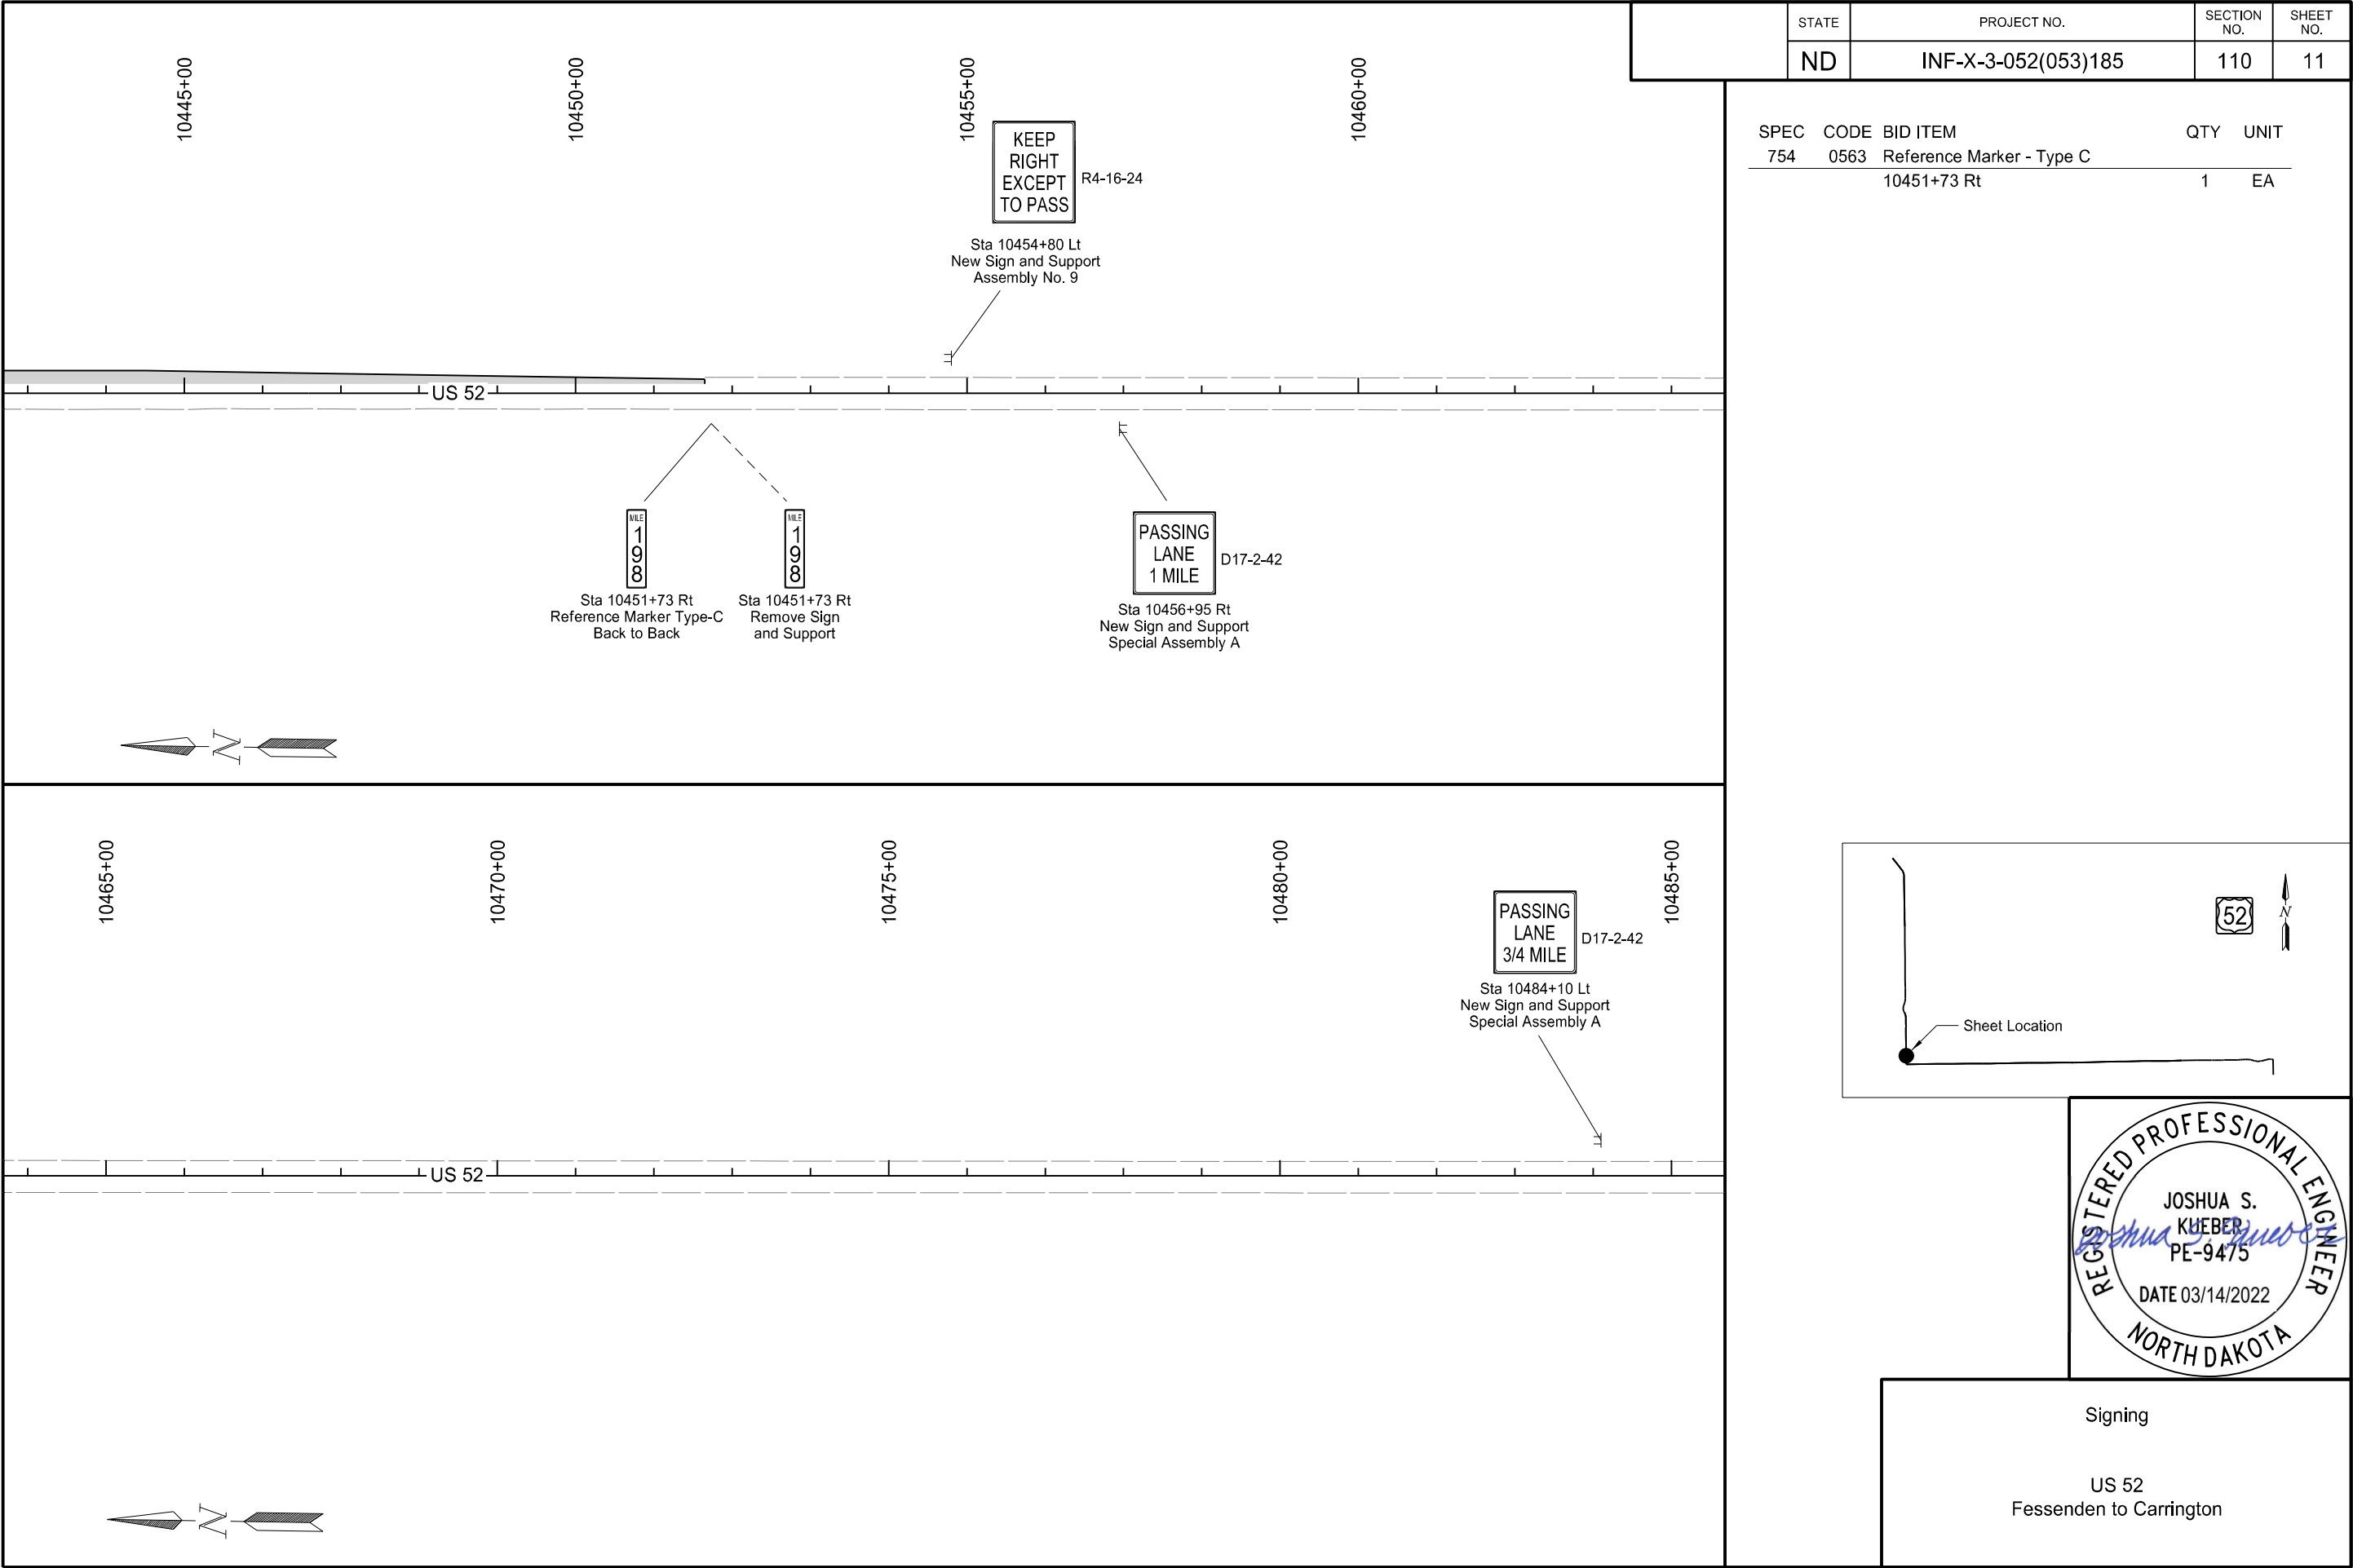 STATE
PROJECT NO.
SECTION NO.
SHEET NO.
ND
INF-X-3-052(053)185
110
11
10445+00
10450+00
10455+00
10460+00
KEEP
RIGHT
EXCEPT
TO PASS
R4-16-24
Sta 10454+80 Lt
New Sign and Support
Assembly No. 9
US 52
MILE
1
9
8
Sta 10451+73 Rt
Reference Marker Type-C
Back to Back
MILE
1
9
8
Sta 10451+73 Rt
Remove Sign
and Support
PASSING
LANE
1 MILE
D17-2-42
Sta 10456+95 Rt
New Sign and Support
Special Assembly A
N
SPEC CODE BID ITEM QTY UNIT
754 0563 Reference Marker - Type C
10451+73 Rt 1 EA
10465+00
10470+00
10475+00
10480+00
10485+00
PASSING
LANE
3/4 MILE
D17-2-42
Sta 10484+10 Lt
New Sign and Support
Special Assembly A
US 52
N
52
N
Sheet Location
REGISTERED PROFESSIONAL ENGINEER
JOSHUA S.
KUEBER
Joshua S. Kueber
PE-9475
DATE 03/14/2022
NORTH DAKOTA
Signing
US 52
Fessenden to Carrington